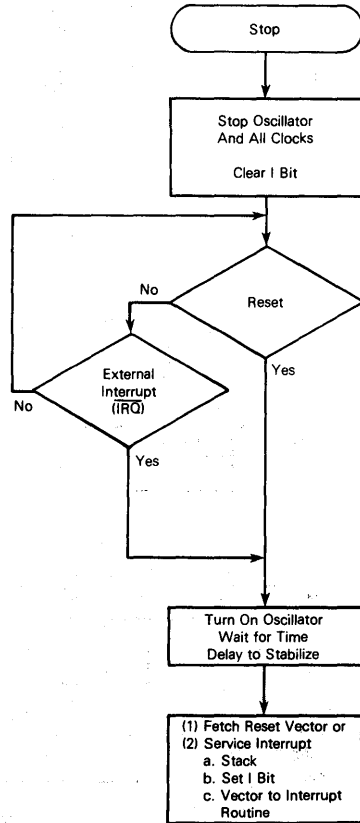 Stop
Stop Oscillator
And All Clocks
Clear I Bit
Reset
No
Yes
External
Interrupt
(IRQ)
No
Yes
Turn On Oscillator
Wait for Time
Delay to Stabilize
(1) Fetch Reset Vector or
(2) Service Interrupt
a. Stack
b. Set I Bit
c. Vector to Interrupt
Routine